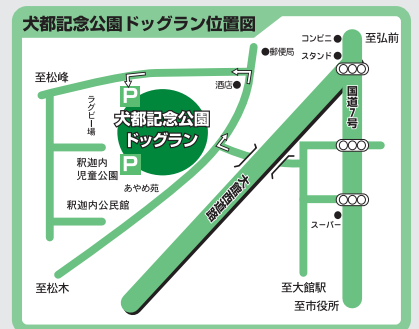 犬都記念公園ドッグラン位置図
コンビニ
至弘前
郵便局
スタンド
至松峰
酒店
P
ラグビー場
国道7号
犬都記念公園
ドッグラン
P
釈迦内
児童公園
あやめ苑
大館西道路
釈迦内公民館
スーパー
至松木
至大館駅
至市役所